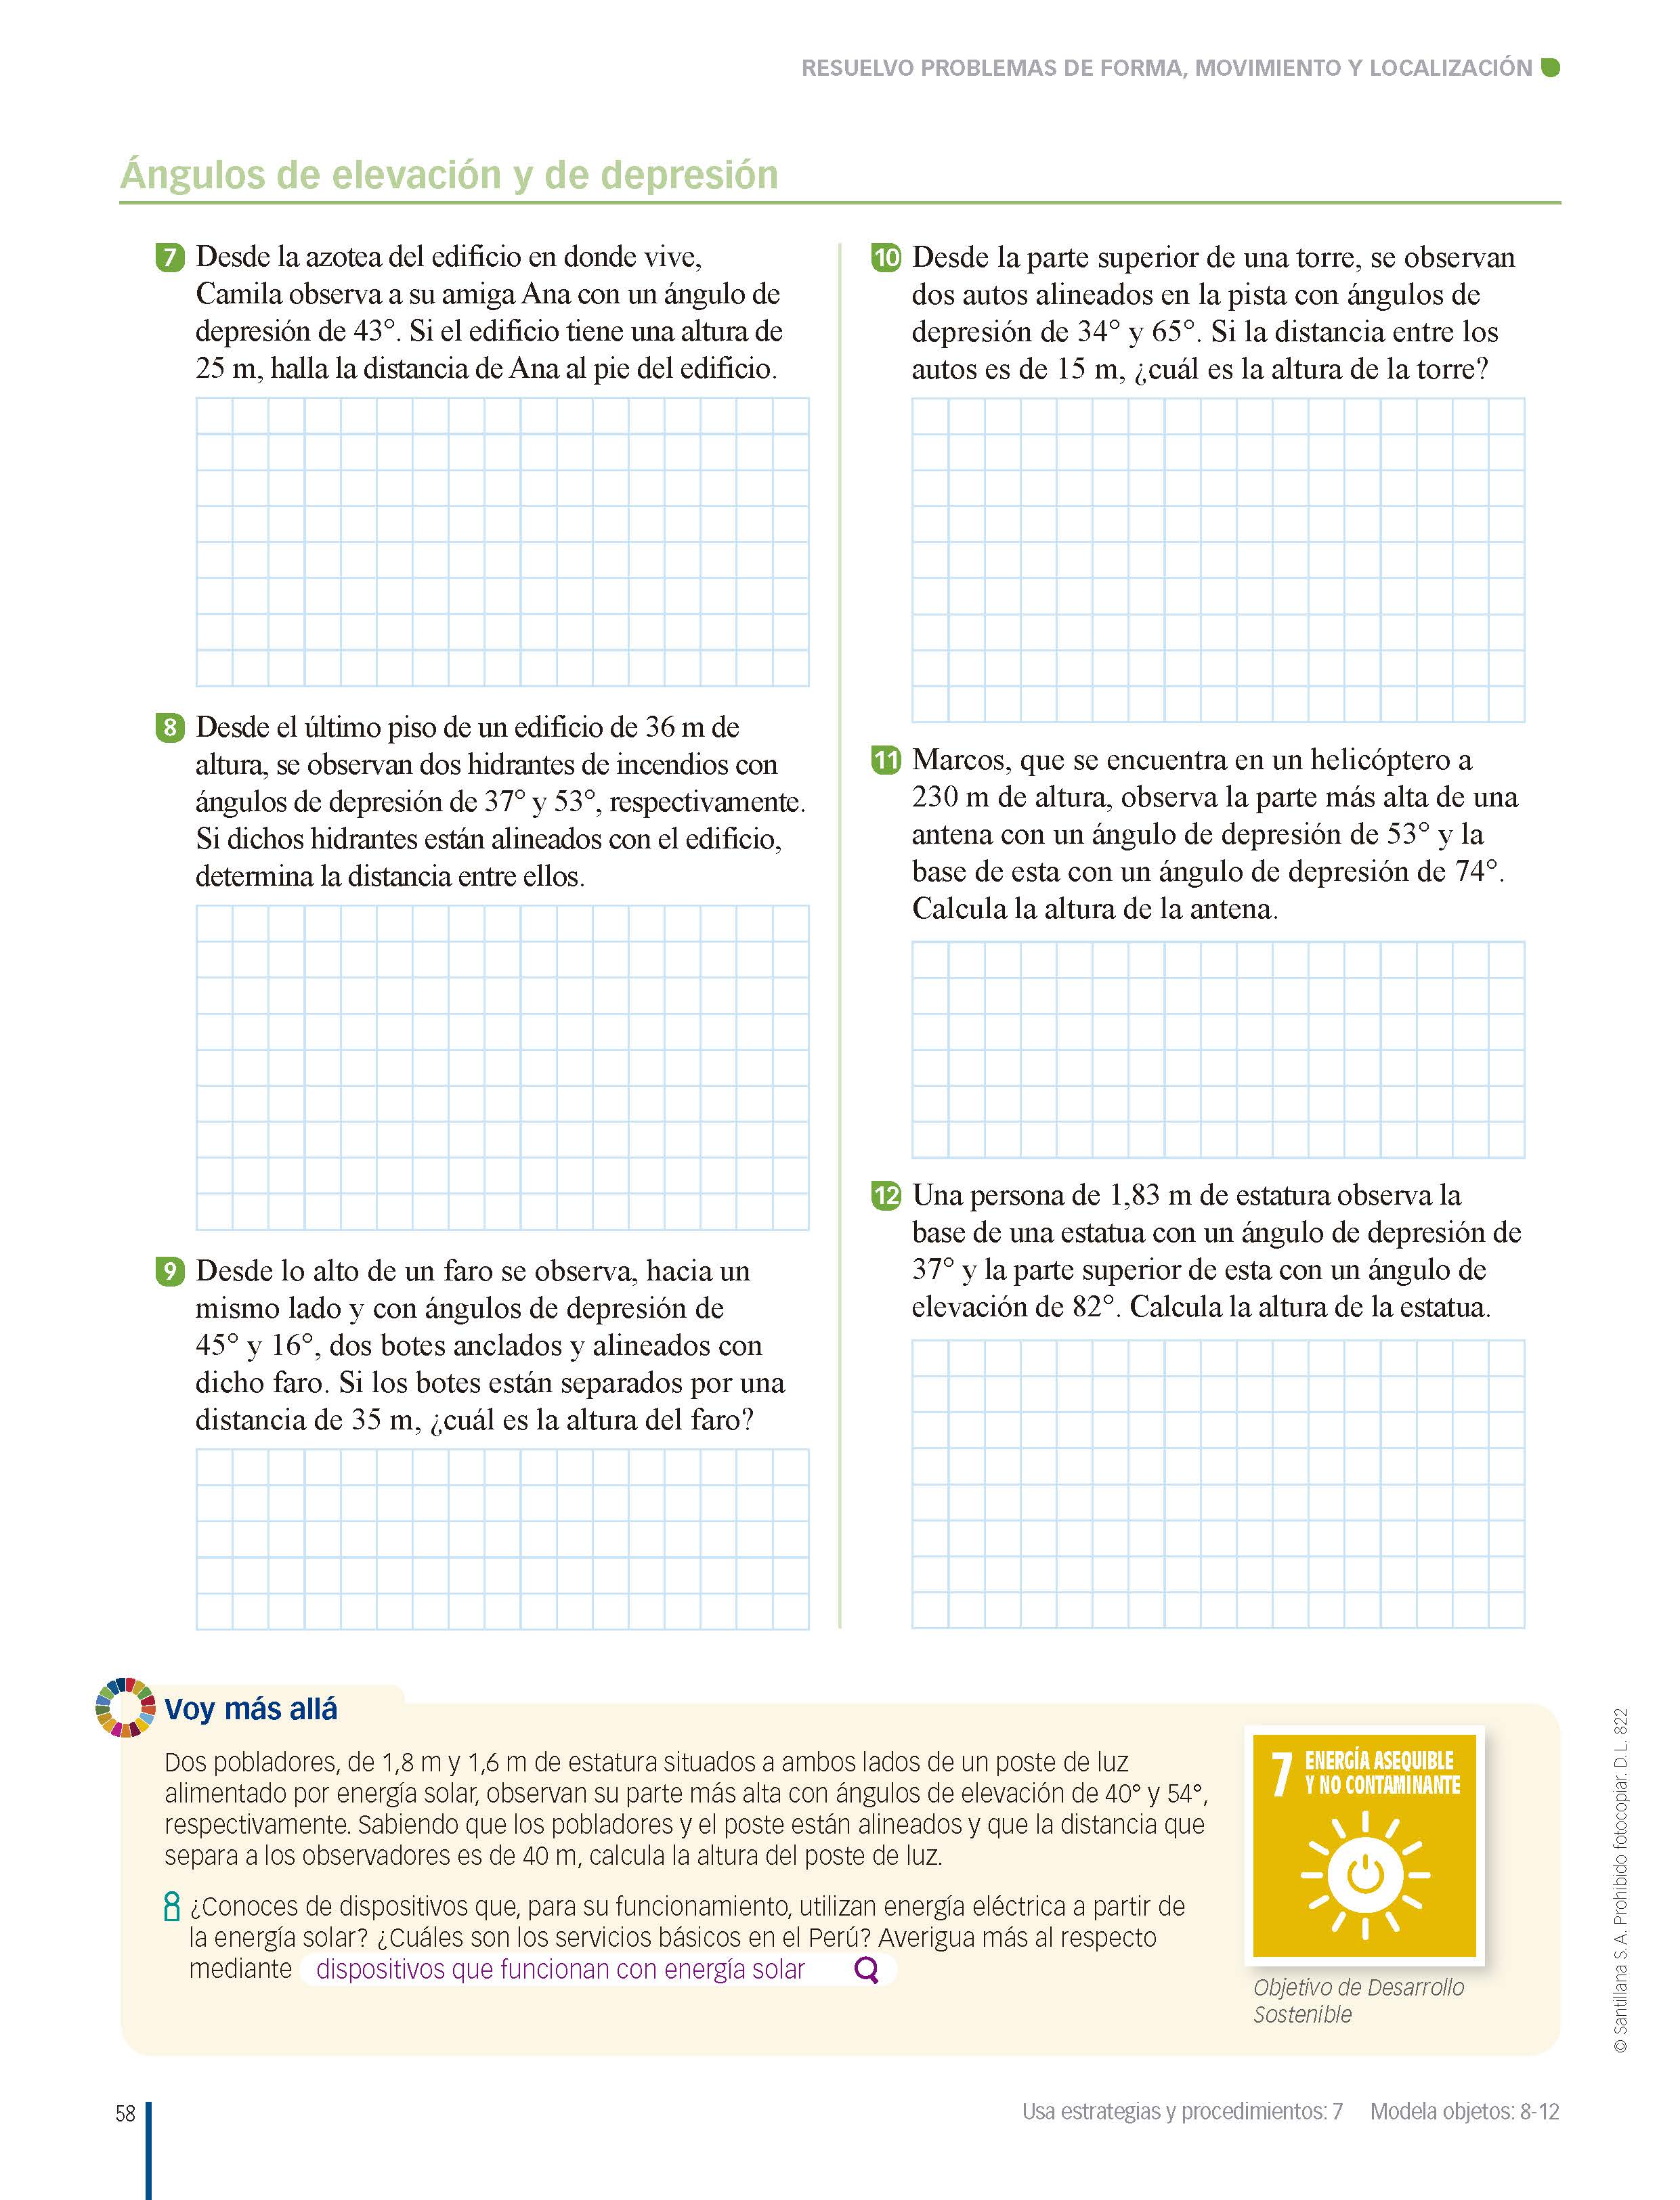 RESUELVO PROBLEMAS DE FORMA, MOVIMIENTO Y LOCALIZACIÓN
Ángulos de elevación y de depresión
7 Desde la azotea del edificio en donde vive,
Camila observa a su amiga Ana con un ángulo de
depresión de 43°. Si el edificio tiene una altura de
25 m, halla la distancia de Ana al pie del edificio.
8 Desde el último piso de un edificio de 36 m de
altura, se observan dos hidrantes de incendios con
ángulos de depresión de 37° y 53°, respectivamente.
Si dichos hidrantes están alineados con el edificio,
determina la distancia entre ellos.
9 Desde lo alto de un faro se observa, hacia un
mismo lado y con ángulos de depresión de
45° y 16°, dos botes anclados y alineados con
dicho faro. Si los botes están separados por una
distancia de 35 m, ¿cuál es la altura del faro?
10 Desde la parte superior de una torre, se observan
dos autos alineados en la pista con ángulos de
depresión de 34° y 65°. Si la distancia entre los
autos es de 15 m, ¿cuál es la altura de la torre?
11 Marcos, que se encuentra en un helicóptero a
230 m de altura, observa la parte más alta de una
antena con un ángulo de depresión de 53° y la
base de esta con un ángulo de depresión de 74°.
Calcula la altura de la antena.
12 Una persona de 1,83 m de estatura observa la
base de una estatua con un ángulo de depresión de
37° y la parte superior de esta con un ángulo de
elevación de 82°. Calcula la altura de la estatua.
Voy más allá
Dos pobladores, de 1,8 m y 1,6 m de estatura situados a ambos lados de un poste de luz
alimentado por energía solar, observan su parte más alta con ángulos de elevación de 40° y 54°,
respectivamente. Sabiendo que los pobladores y el poste están alineados y que la distancia que
separa a los observadores es de 40 m, calcula la altura del poste de luz.
¿Conoces de dispositivos que, para su funcionamiento, utilizan energía eléctrica a partir de
la energía solar? ¿Cuáles son los servicios básicos en el Perú? Averigua más al respecto
mediante dispositivos que funcionan con energía solar
7 ENERGÍA ASEQUIBLE
Y NO CONTAMINANTE
Objetivo de Desarrollo
Sostenible
© Santillana S. A. Prohibido fotocopiar. D. L. 822
58
Usa estrategias y procedimientos: 7 Modela objetos: 8-12